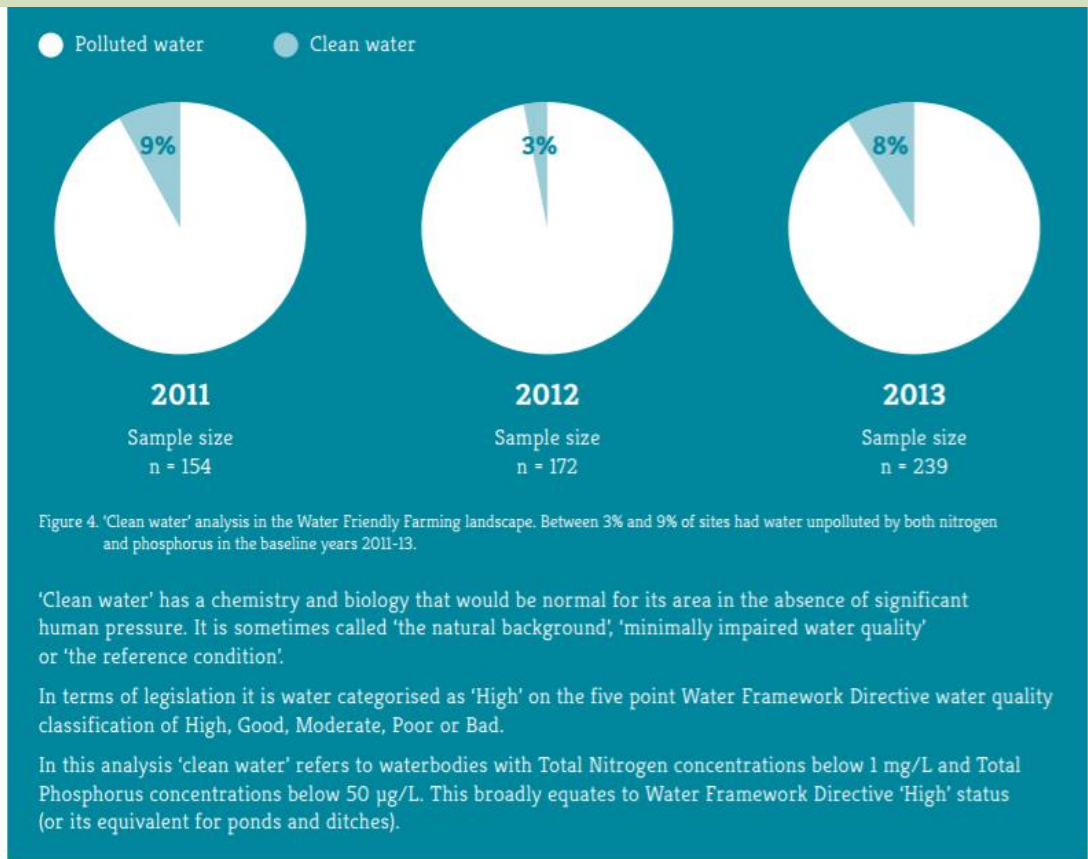 Polluted water
Clean water
9%
3%
8%
2011
2012
2013
Sample size
n = 154
Sample size
n = 172
Sample size
n = 239
Figure 4. 'Clean water' analysis in the Water Friendly Farming landscape. Between 3% and 9% of sites had water unpolluted by both nitrogen
and phosphorus in the baseline years 2011-13.
‘Clean water’ has a chemistry and biology that would be normal for its area in the absence of significant
human pressure. It is sometimes called ‘the natural background’, ‘minimally impaired water quality’
or ‘the reference condition’.
In terms of legislation it is water categorised as ‘High’ on the five point Water Framework Directive water quality
classification of High, Good, Moderate, Poor or Bad.
In this analysis ‘clean water’ refers to waterbodies with Total Nitrogen concentrations below 1 mg/L and Total
Phosphorus concentrations below 50 µg/L. This broadly equates to Water Framework Directive ‘High’ status
(or its equivalent for ponds and ditches).